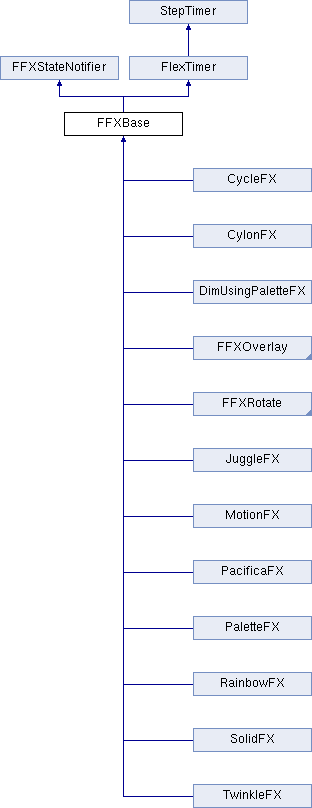 StepTimer
FFXStateNotifier
FlexTimer
FFXBase
CycleFX
CylonFX
DimUsingPaletteFX
FFXOverlay
FFXRotate
JuggleFX
MotionFX
PacificaFX
PaletteFX
RainbowFX
SolidFX
TwinkleFX